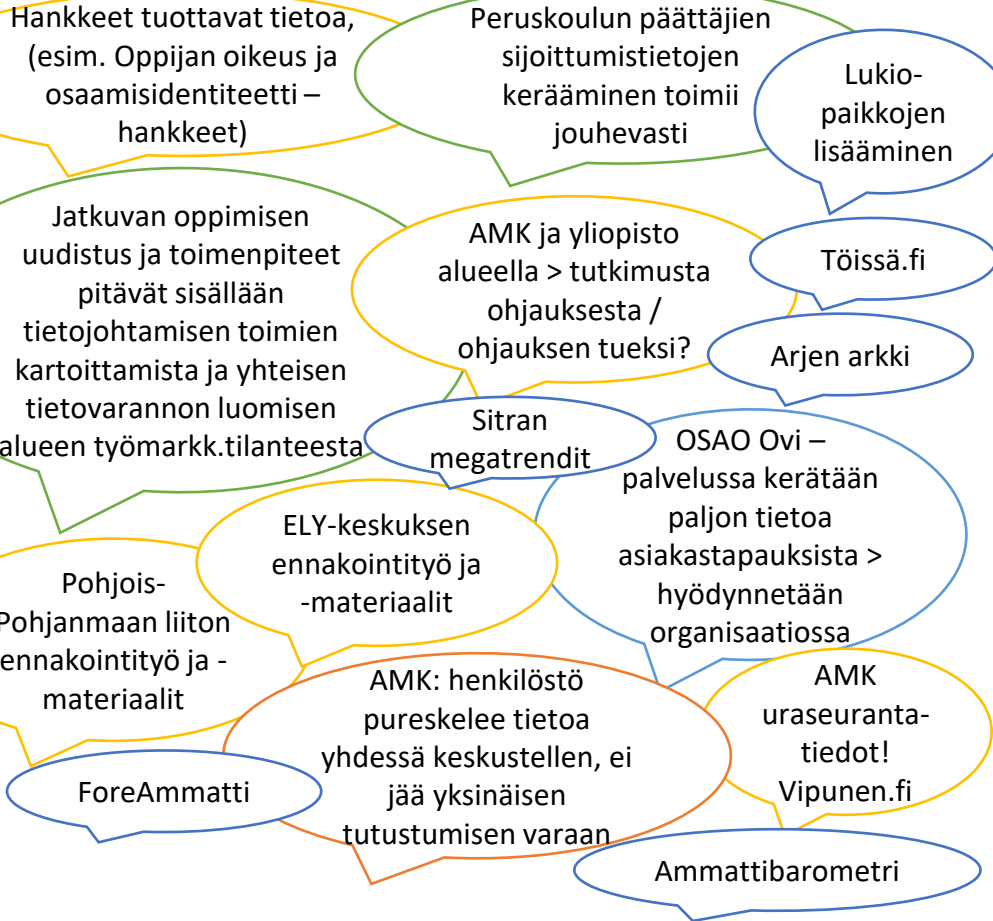 Hankkeet tuottavat tietoa,
(esim. Oppijan oikeus ja
osaamisidentiteetti –
hankkeet)
Peruskoulun päättäjien
sijoittumistietojen
kerääminen toimii
jouhevasti
Lukio-
paikkojen
lisääminen
Jatkuvan oppimisen
uudistus ja toimenpiteet
pitävät sisällään
tietojohtamisen toimien
kartoittamista ja yhteisen
tietovarannon luomisen
alueen työmarkk.tilanteesta
AMK ja yliopisto
alueella > tutkimusta
ohjauksesta /
ohjauksen tueksi?
Töissä.fi
Arjen arkki
Sitran
megatrendit
OSAO Ovi –
palvelussa kerätään
paljon tietoa
asiakastapauksista >
hyödynnetään
organisaatiossa
ELY-keskuksen
ennakointityö ja
-materiaalit
Pohjois-
Pohjanmaan liiton
ennakointityö ja -
materiaalit
AMK: henkilöstö
pureskelee tietoa
yhdessä keskustellen, ei
jää yksinäisen
tutustumisen varaan
AMK
uraseuranta-
tiedot!
Vipunen.fi
ForeAmmatti
Ammattibarometri